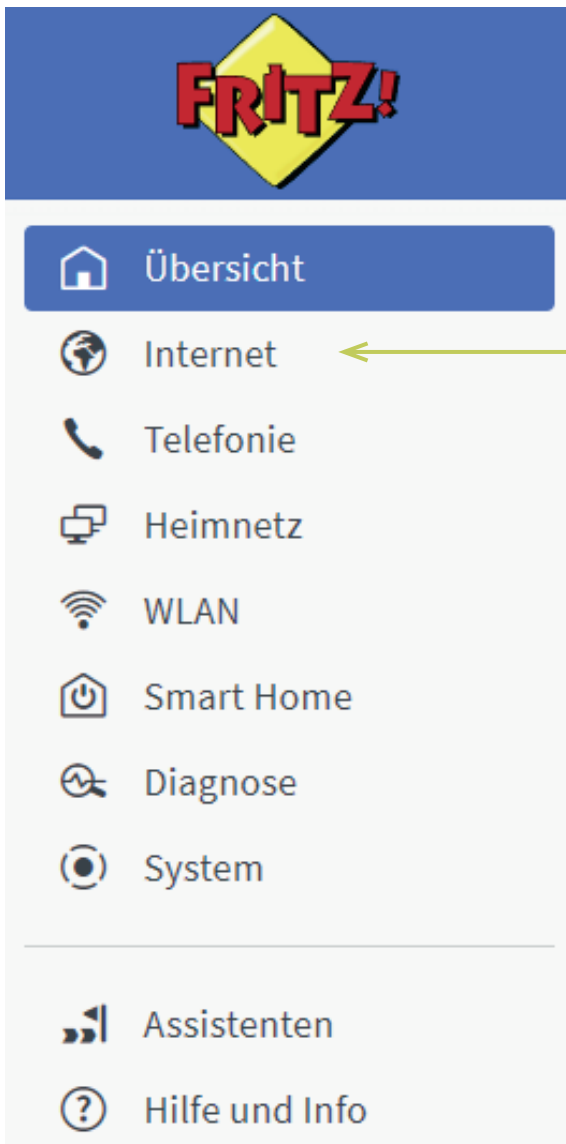 FRITZ!
Übersicht
Internet
Telefonie
Heimnetz
WLAN
Smart Home
Diagnose
System
Assistenten
Hilfe und Info